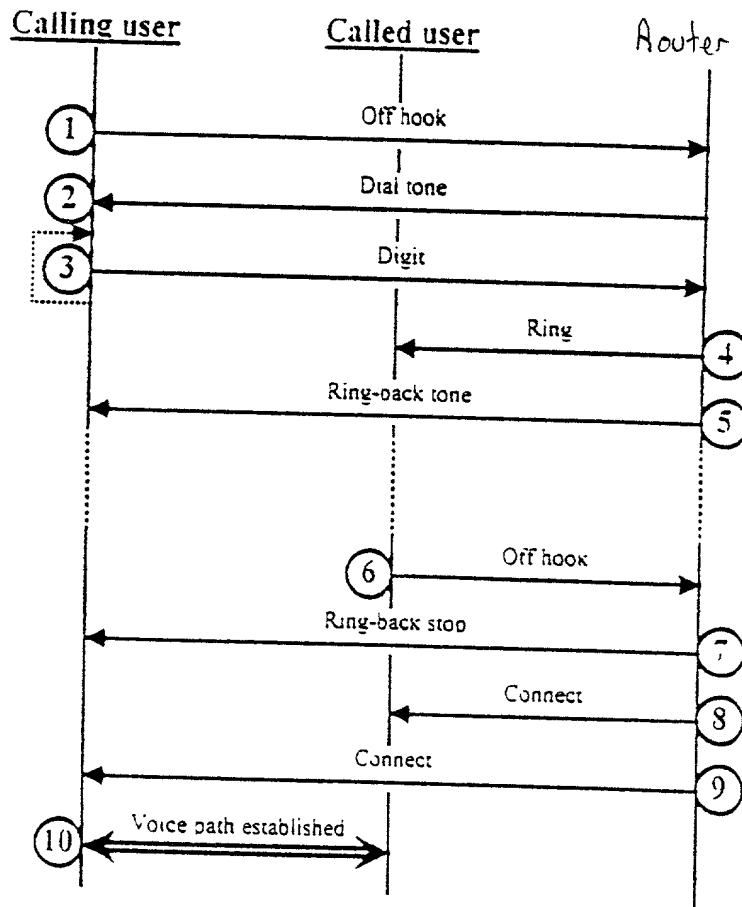 Calling user
Called user
Router
Off hook
1
Dial tone
2
Digit
3
Ring
4
Ring-back tone
5
Off hook
6
Ring-back stop
7
Connect
8
Connect
9
Voice path established
10